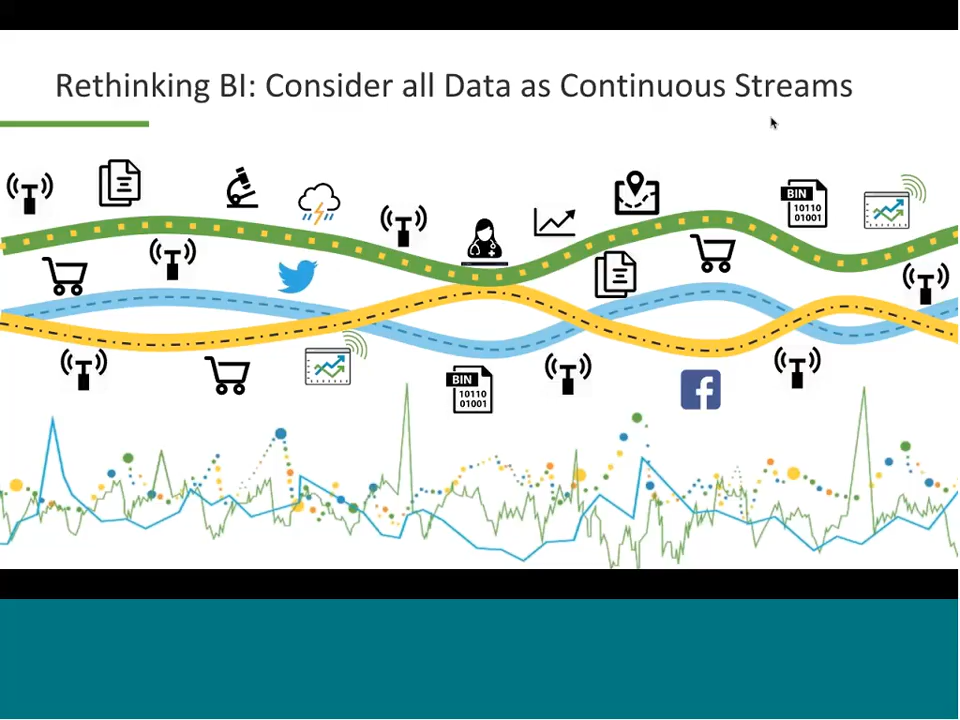 Rethinking BI: Consider all Data as Continuous Streams
BIN
10110
01001
BIN
10110
01001
f